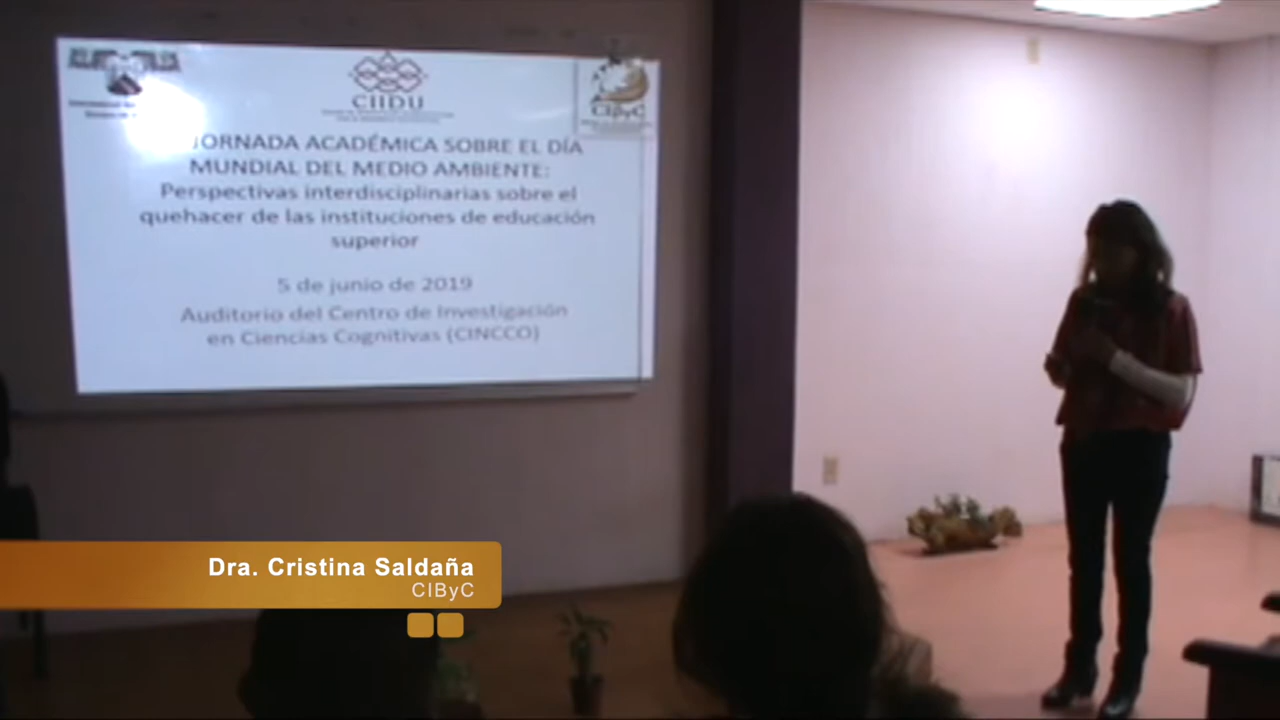 CIIDU
CIByC
JORNADA ACADÉMICA SOBRE EL DÍA
MUNDIAL DEL MEDIO AMBIENTE:
Perspectivas interdisciplinarias sobre el
quehacer de las instituciones de educación
superior
5 de junio de 2019
Auditorio del Centro de Investigación
en Ciencias Cognitivas (CINCCO)
Dra. Cristina Saldaña
CIByC